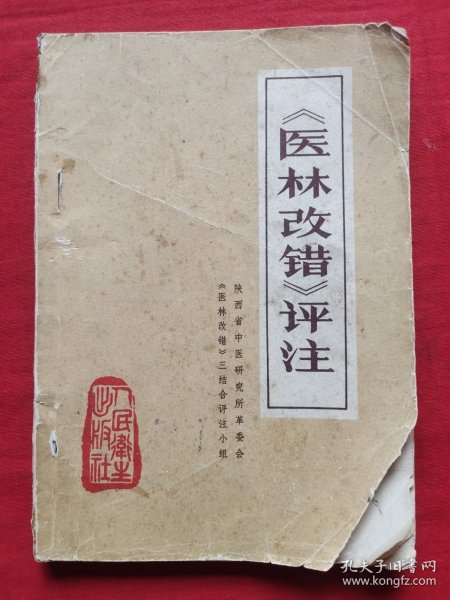 《医林改错》评注
陕西省中医研究所革委会
《医林改错》三结合评注小组
人民卫生
出版社
孔夫子旧书网
www.kongfz.com